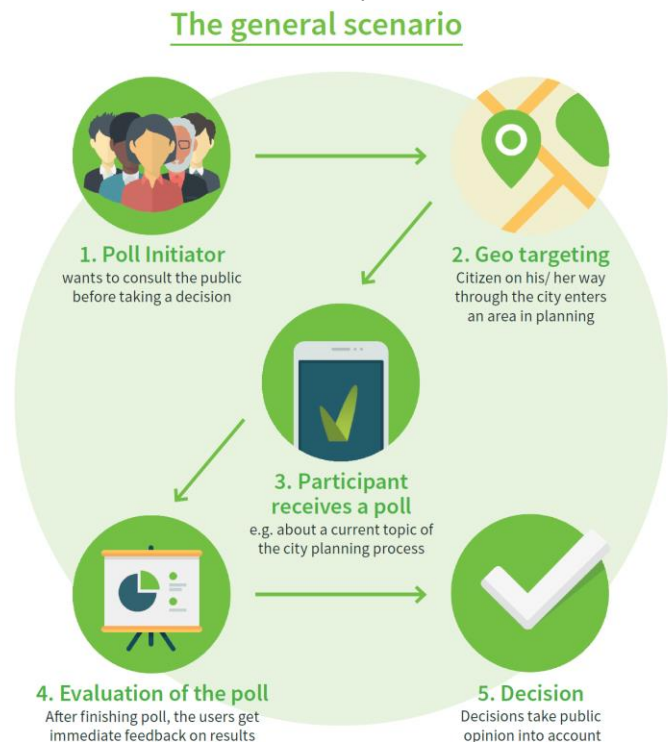 The general scenario
1. Poll Initiator
wants to consult the public
before taking a decision
2. Geo targeting
Citizen on his/ her way
through the city enters
an area in planning
3. Participant
receives a poll
e.g. about a current topic of
the city planning process
4. Evaluation of the poll
After finishing poll, the users get
immediate feedback on results
5. Decision
Decisions take public
opinion into account